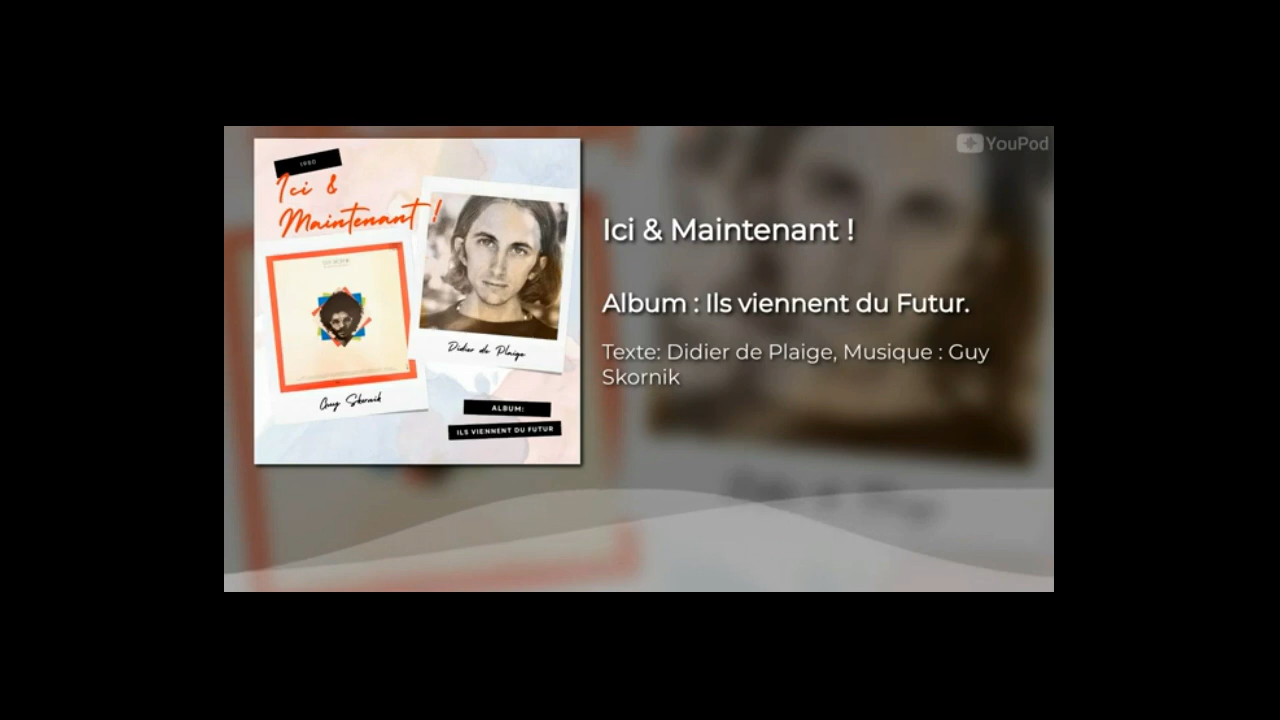 YouPod
1980
Ici &
Maintenant !
Didier de Plaige
Guy Skornik
ALBUM:
ILS VIENNENT DU FUTUR
Ici & Maintenant !
Album : Ils viennent du Futur.
Texte: Didier de Plaige, Musique : Guy
Skornik